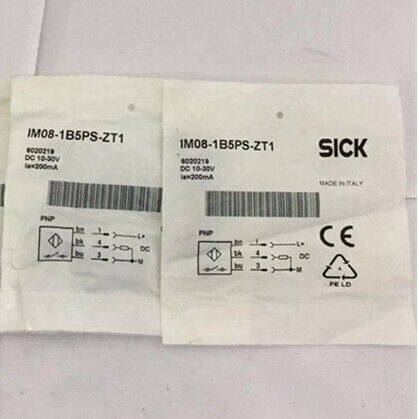 IM08-1B5PS-ZT1
6020219
DC 10-30V
Ia=200mA
PNP
bn 1 L+
bk 4 DC
bu 3 M
IM08-1B5PS-ZT1
6020219
DC 10-30V
Ia=200mA
PNP
bn 1 L+
bk 4 DC
bu 3 M
SICK
MADE IN ITALY
CE
4
PE LD